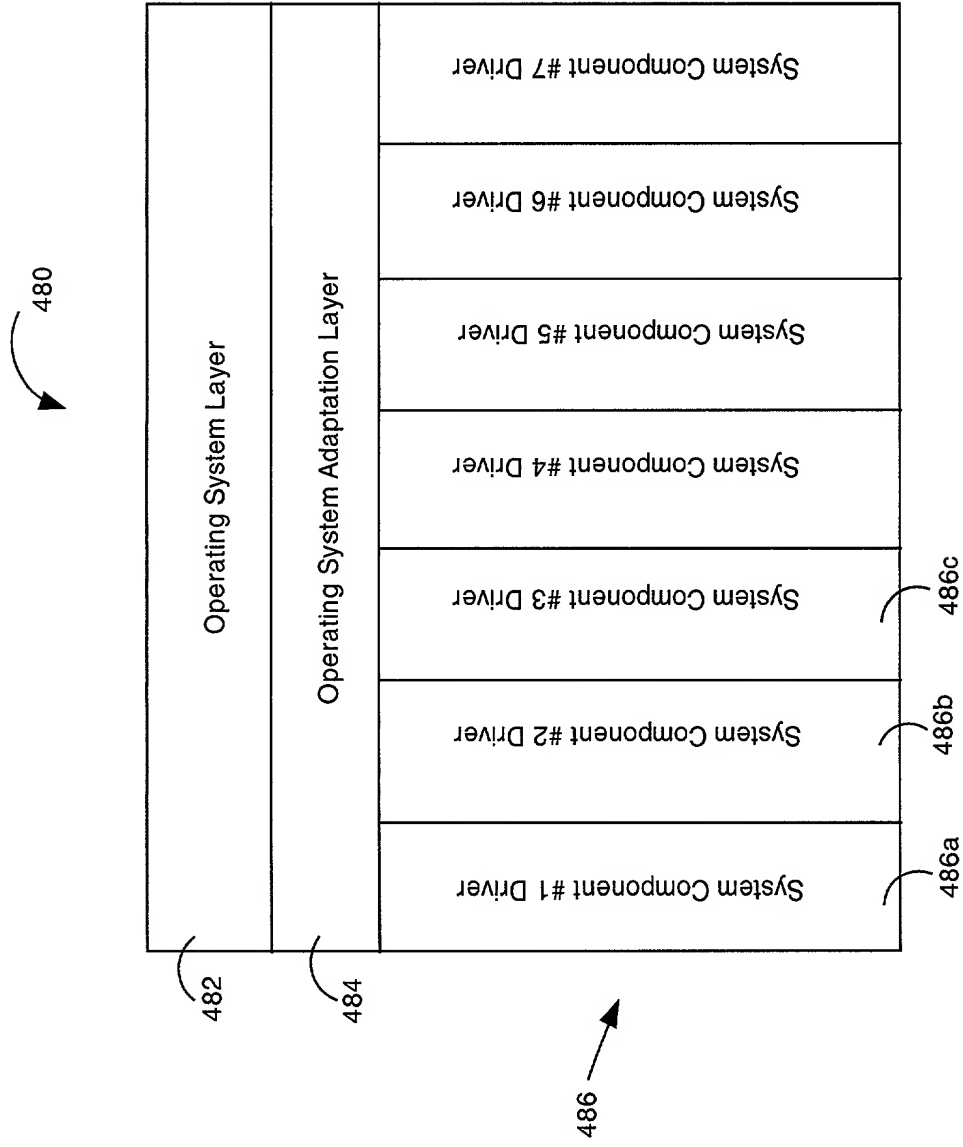 480
Operating System Layer
482
Operating System Adaptation Layer
484
486
System Component #1 Driver
System Component #2 Driver
System Component #3 Driver
System Component #4 Driver
System Component #5 Driver
System Component #6 Driver
System Component #7 Driver
486a
486b
486c